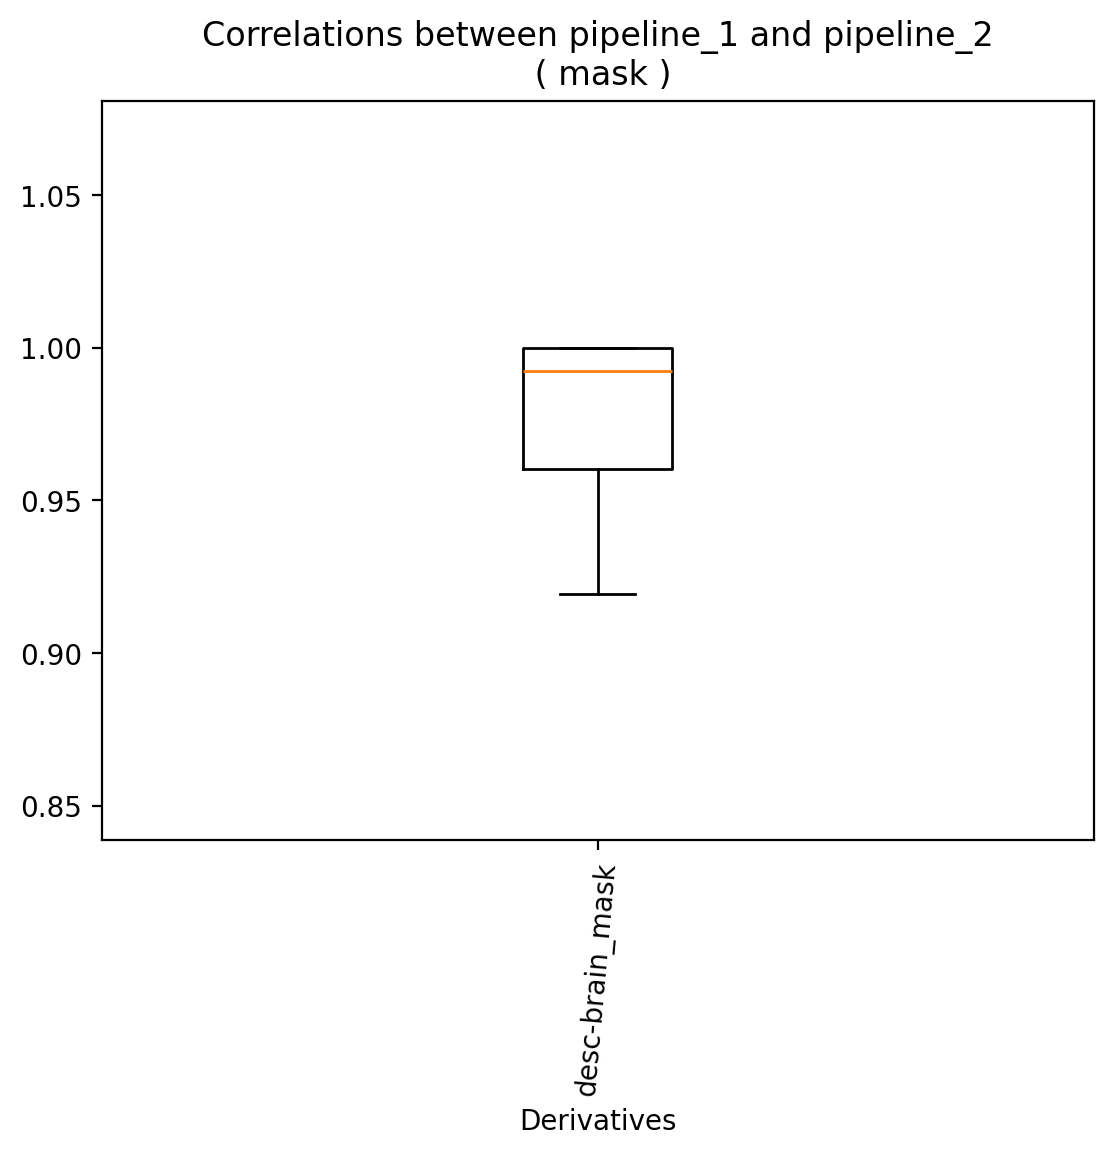 Correlations between pipeline_1 and pipeline_2
( mask )
1.05
1.00
0.95
0.90
0.85
desc-brain_mask
Derivatives